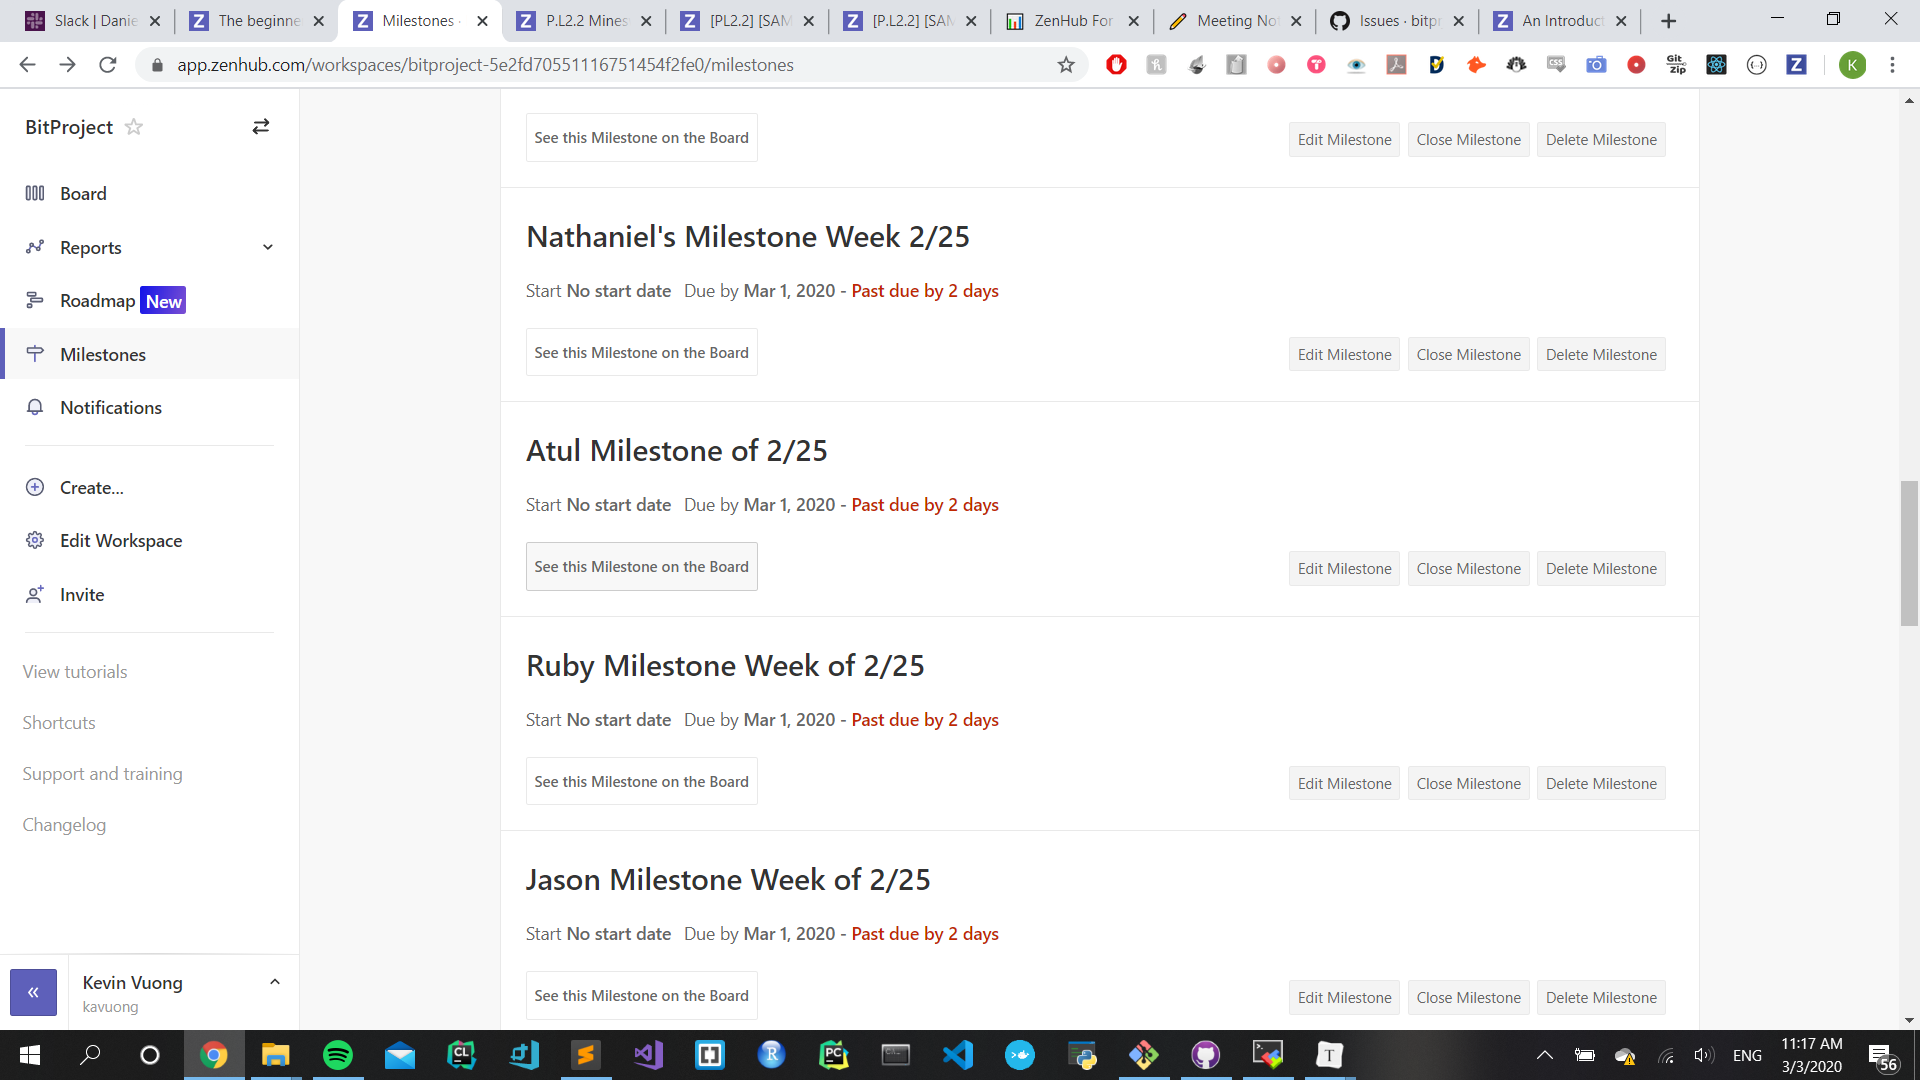 Slack | Danie
The beginne
Milestones ·
P.L2.2 Mines
[PL2.2] [SAM
[P.L2.2] [SAM
ZenHub For
Meeting Not
Issues · bitpr
An Introduct
app.zenhub.com/workspaces/bitproject-5e2fd70551116751454f2fe0/milestones
K
BitProject
Board
Reports
Roadmap New
Milestones
Notifications
Create...
Edit Workspace
Invite
View tutorials
Shortcuts
Support and training
Changelog
Kevin Vuong
kavuong
See this Milestone on the Board
Edit Milestone Close Milestone Delete Milestone
Nathaniel's Milestone Week 2/25
Start No start date Due by Mar 1, 2020 - Past due by 2 days
See this Milestone on the Board
Edit Milestone Close Milestone Delete Milestone
Atul Milestone of 2/25
Start No start date Due by Mar 1, 2020 - Past due by 2 days
See this Milestone on the Board
Edit Milestone Close Milestone Delete Milestone
Ruby Milestone Week of 2/25
Start No start date Due by Mar 1, 2020 - Past due by 2 days
See this Milestone on the Board
Edit Milestone Close Milestone Delete Milestone
Jason Milestone Week of 2/25
Start No start date Due by Mar 1, 2020 - Past due by 2 days
See this Milestone on the Board
Edit Milestone Close Milestone Delete Milestone
ENG
11:17 AM
3/3/2020
56